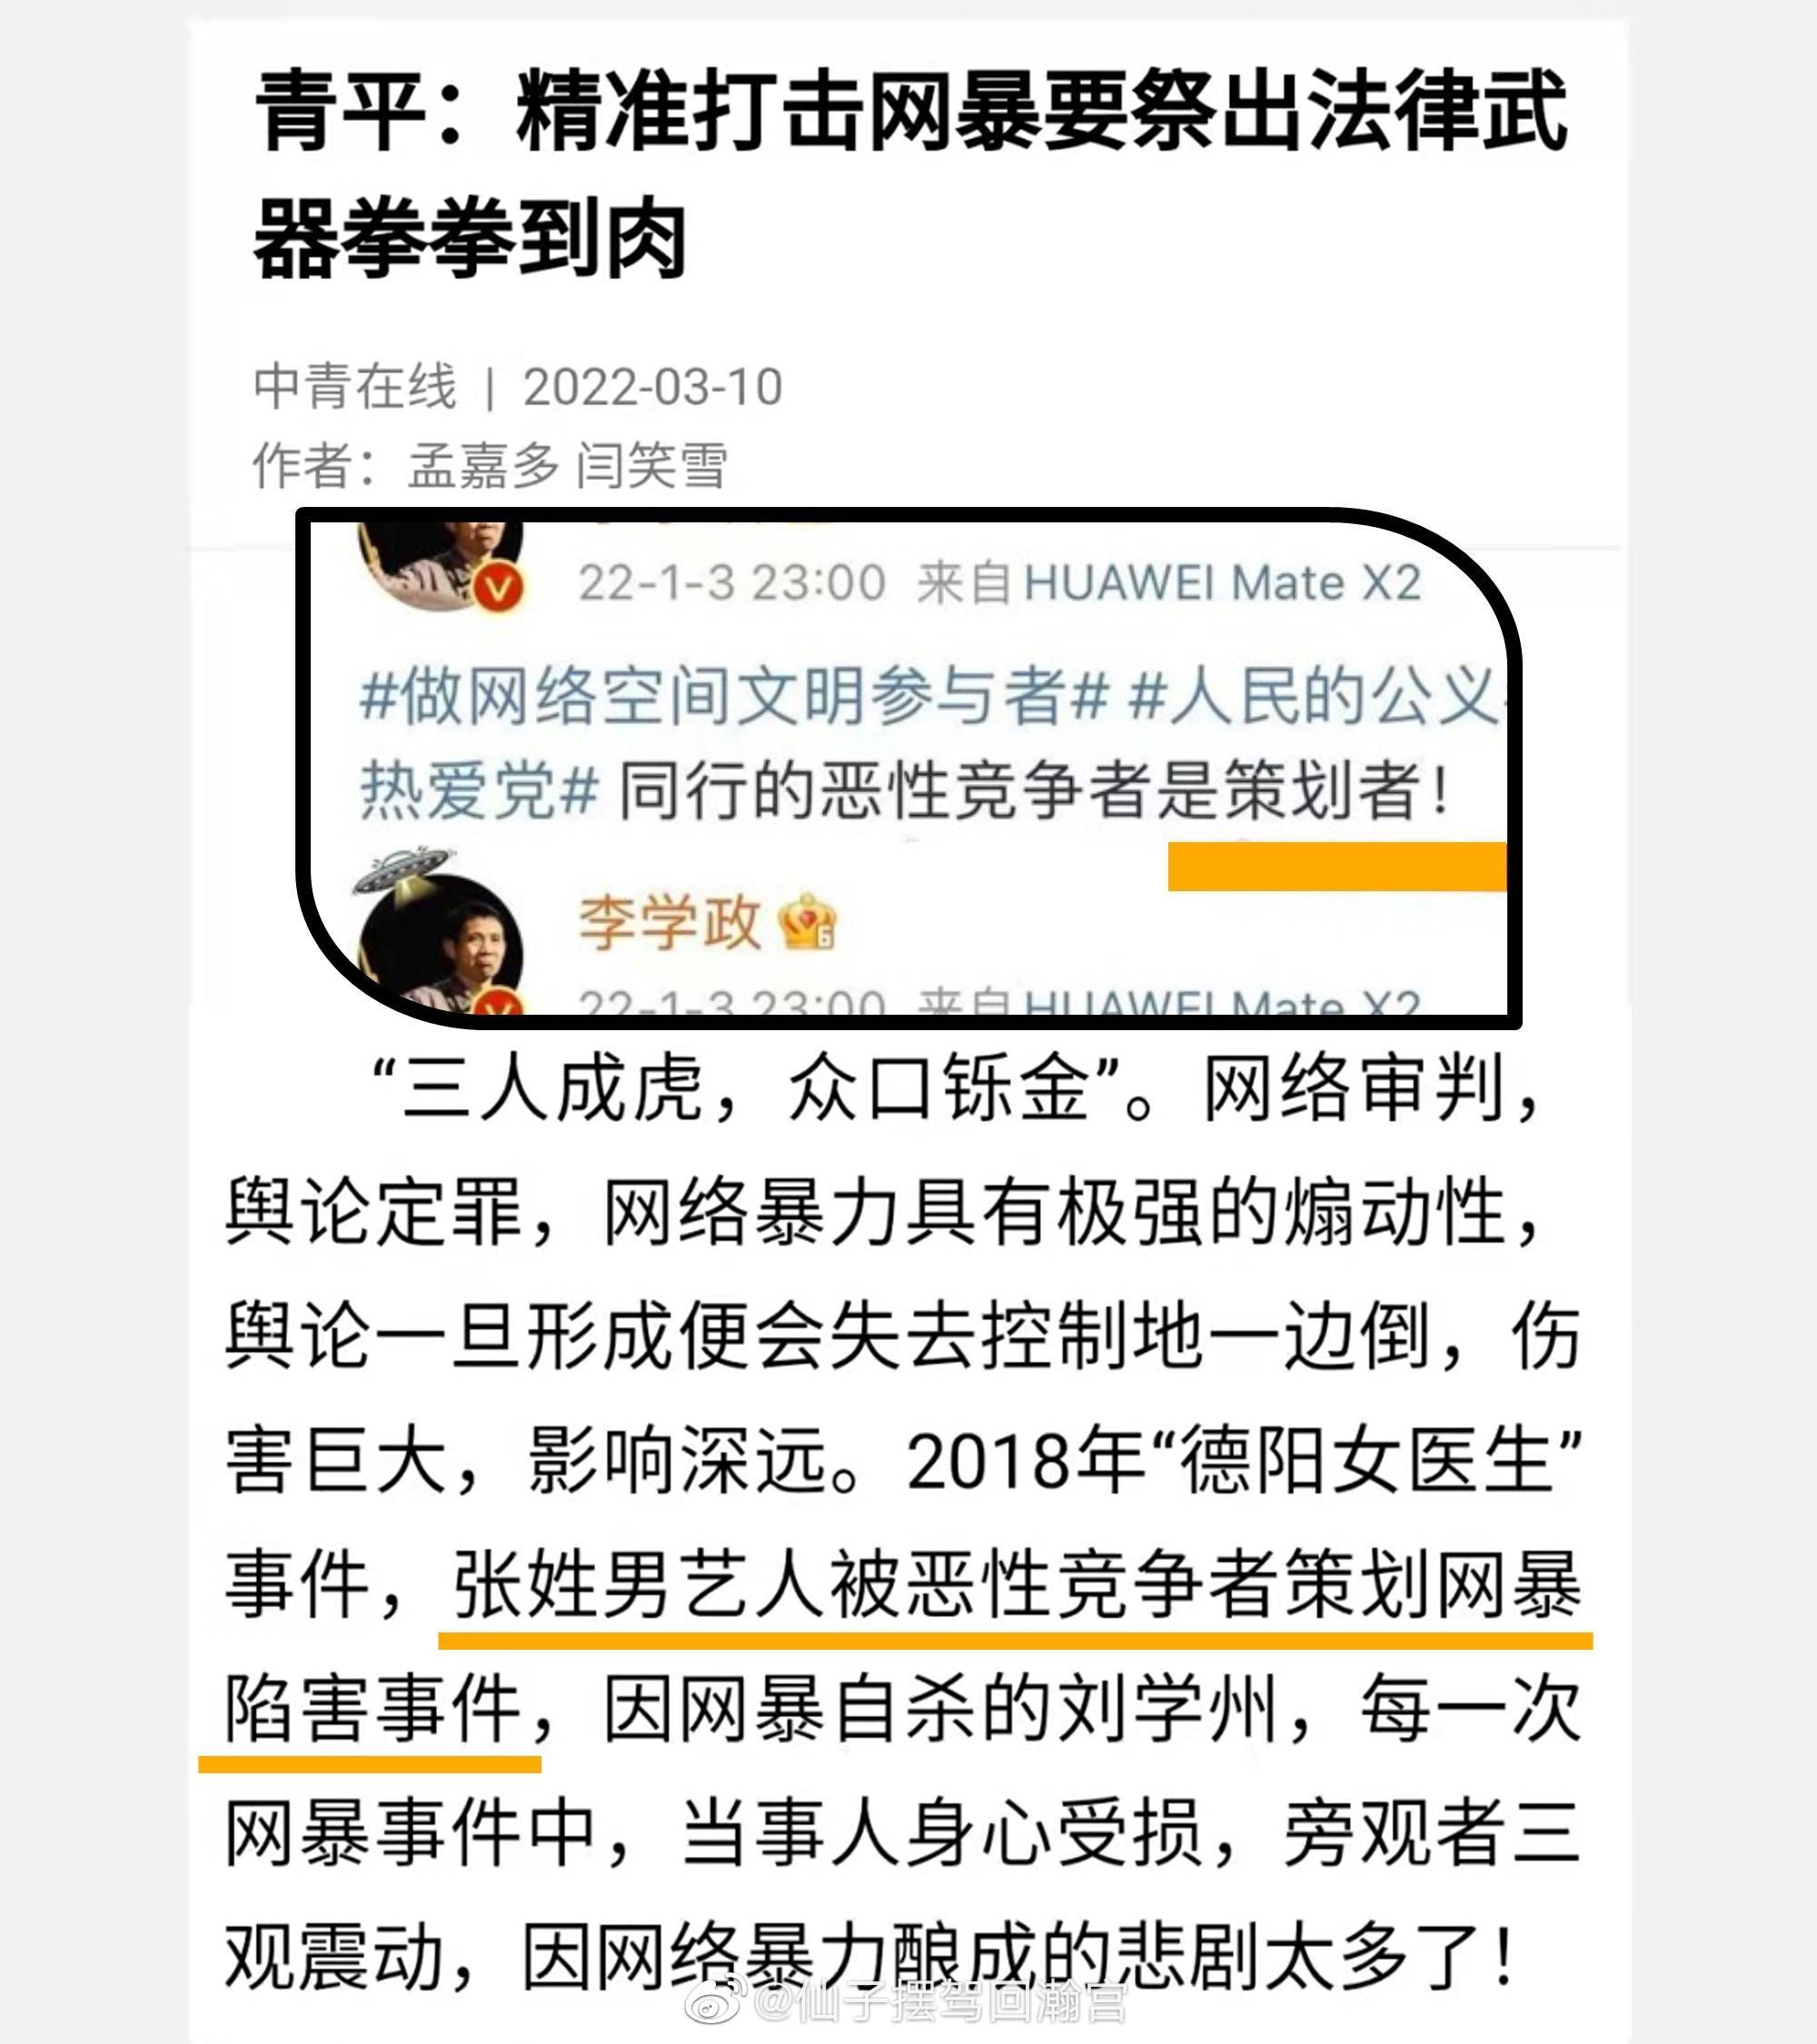 青平：精准打击网暴要祭出法律武
器拳拳到肉
中青在线 | 2022-03-10
作者：孟嘉多 闫笑雪
22-1-3 23:00 来自 HUAWEI Mate X2
#做网络空间文明参与者# #人民的公义
热爱党# 同行的恶性竞争者是策划者！
李学政
22-1-3 23:00 来自 HUAWEI Mate X2
“三人成虎，众口铄金”。网络审判，
舆论定罪，网络暴力具有极强的煽动性，
舆论一旦形成便会失去控制地一边倒，伤
害巨大，影响深远。2018年“德阳女医生”
事件，张姓男艺人被恶性竞争者策划网暴
陷害事件，因网暴自杀的刘学州，每一次
网暴事件中，当事人身心受损，旁观者三
观震动，因网络暴力酿成的悲剧太多了！
@仙子摆驾回瀚宫